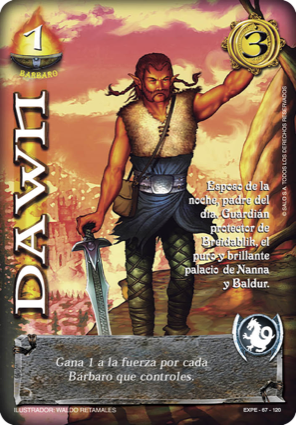 1
BÁRBARO
3
DAWN
Esposo de la
noche, padre del
día. Guardián
protector de
Breidablik, el
puro y brillante
palacio de Nanna
y Baldur.
© SALO S.A. TODOS LOS DERECHOS RESERVADOS
Gana 1 a la fuerza por cada
Bárbaro que controles.
ILUSTRADOR: WALDO RETAMALES
EXPE - 67 - 120